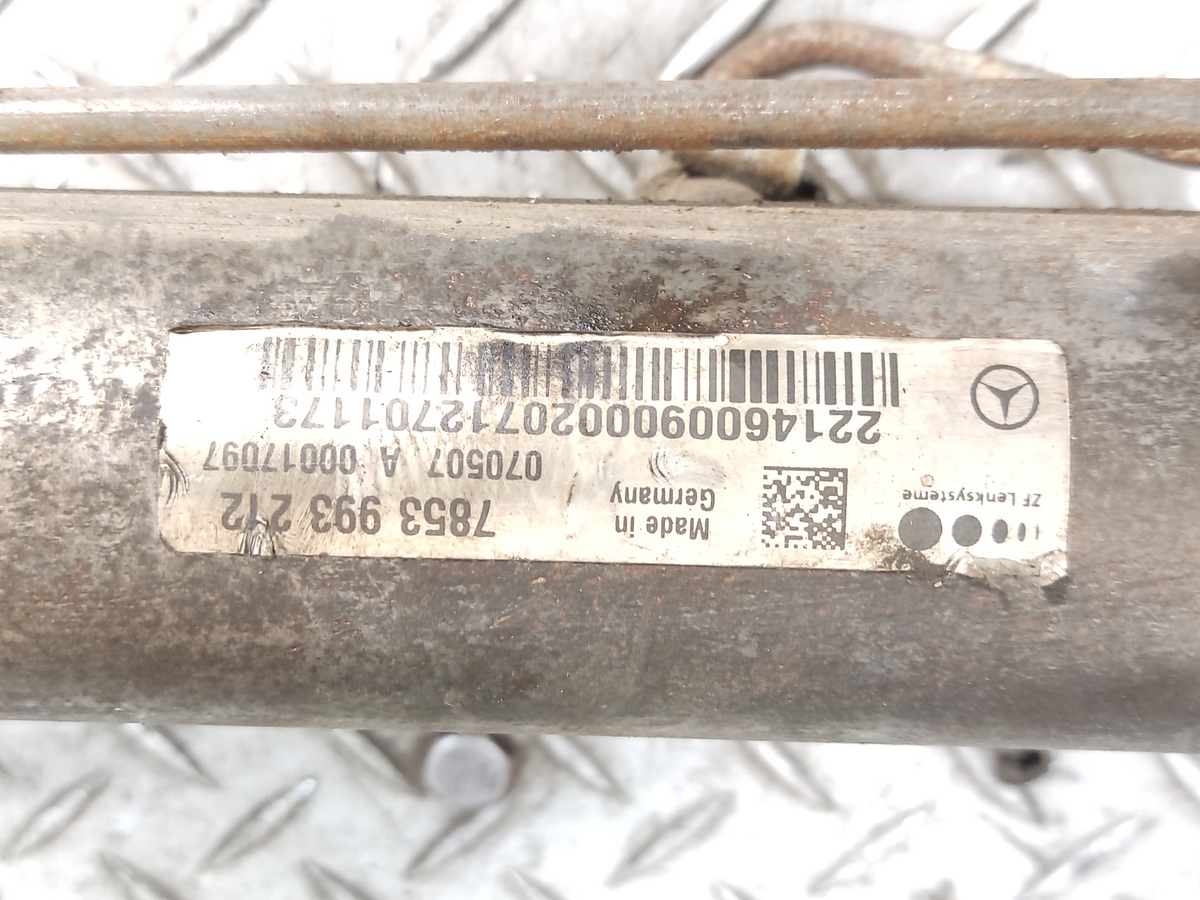 ZF Lenksysteme
Made in
Germany
7853 993 212
070507 A 00017097
2214600900020712701173